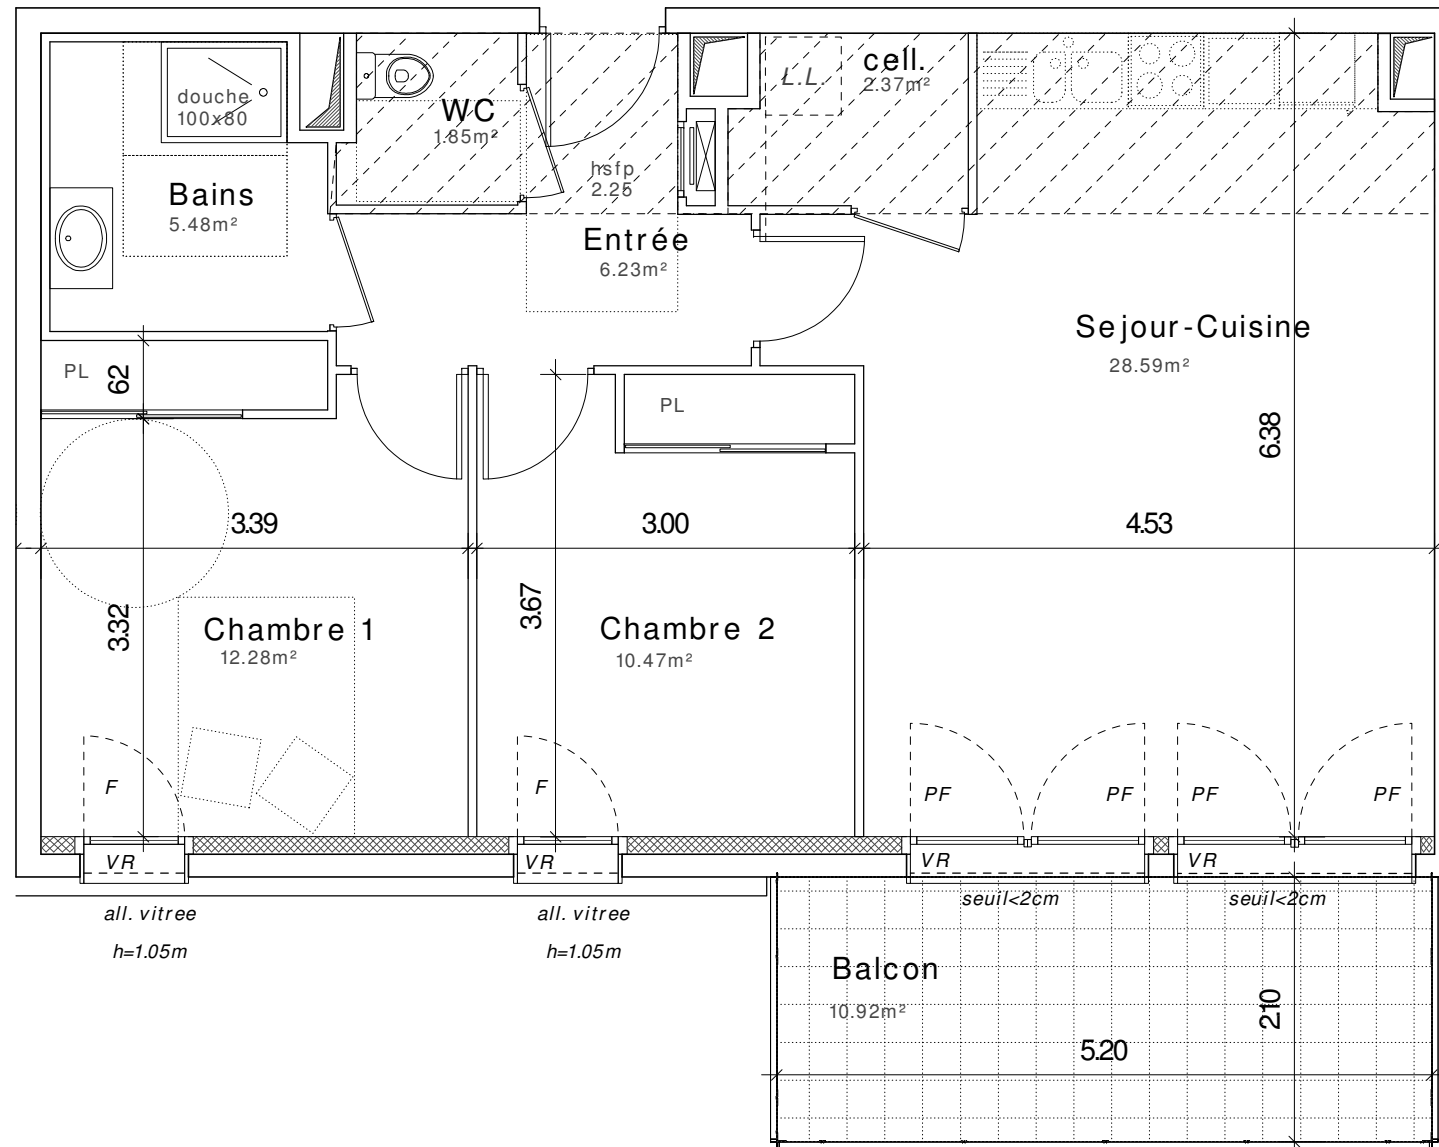 douche
100x80
WC
1.85m²
Bains
5.48m²
hsfp
2.25
L.L.
cell.
2.37m²
Entrée
6.23m²
Sejour-Cuisine
28.59m²
PL
62
PL
6.38
3.39
3.00
4.53
3.32
3.67
Chambre 1
12.28m²
Chambre 2
10.47m²
F
F
PF
PF
PF
PF
VR
VR
VR
VR
all. vitree
h=1.05m
all. vitree
h=1.05m
seuil<2cm
seuil<2cm
Balcon
10.92m²
2.10
5.20